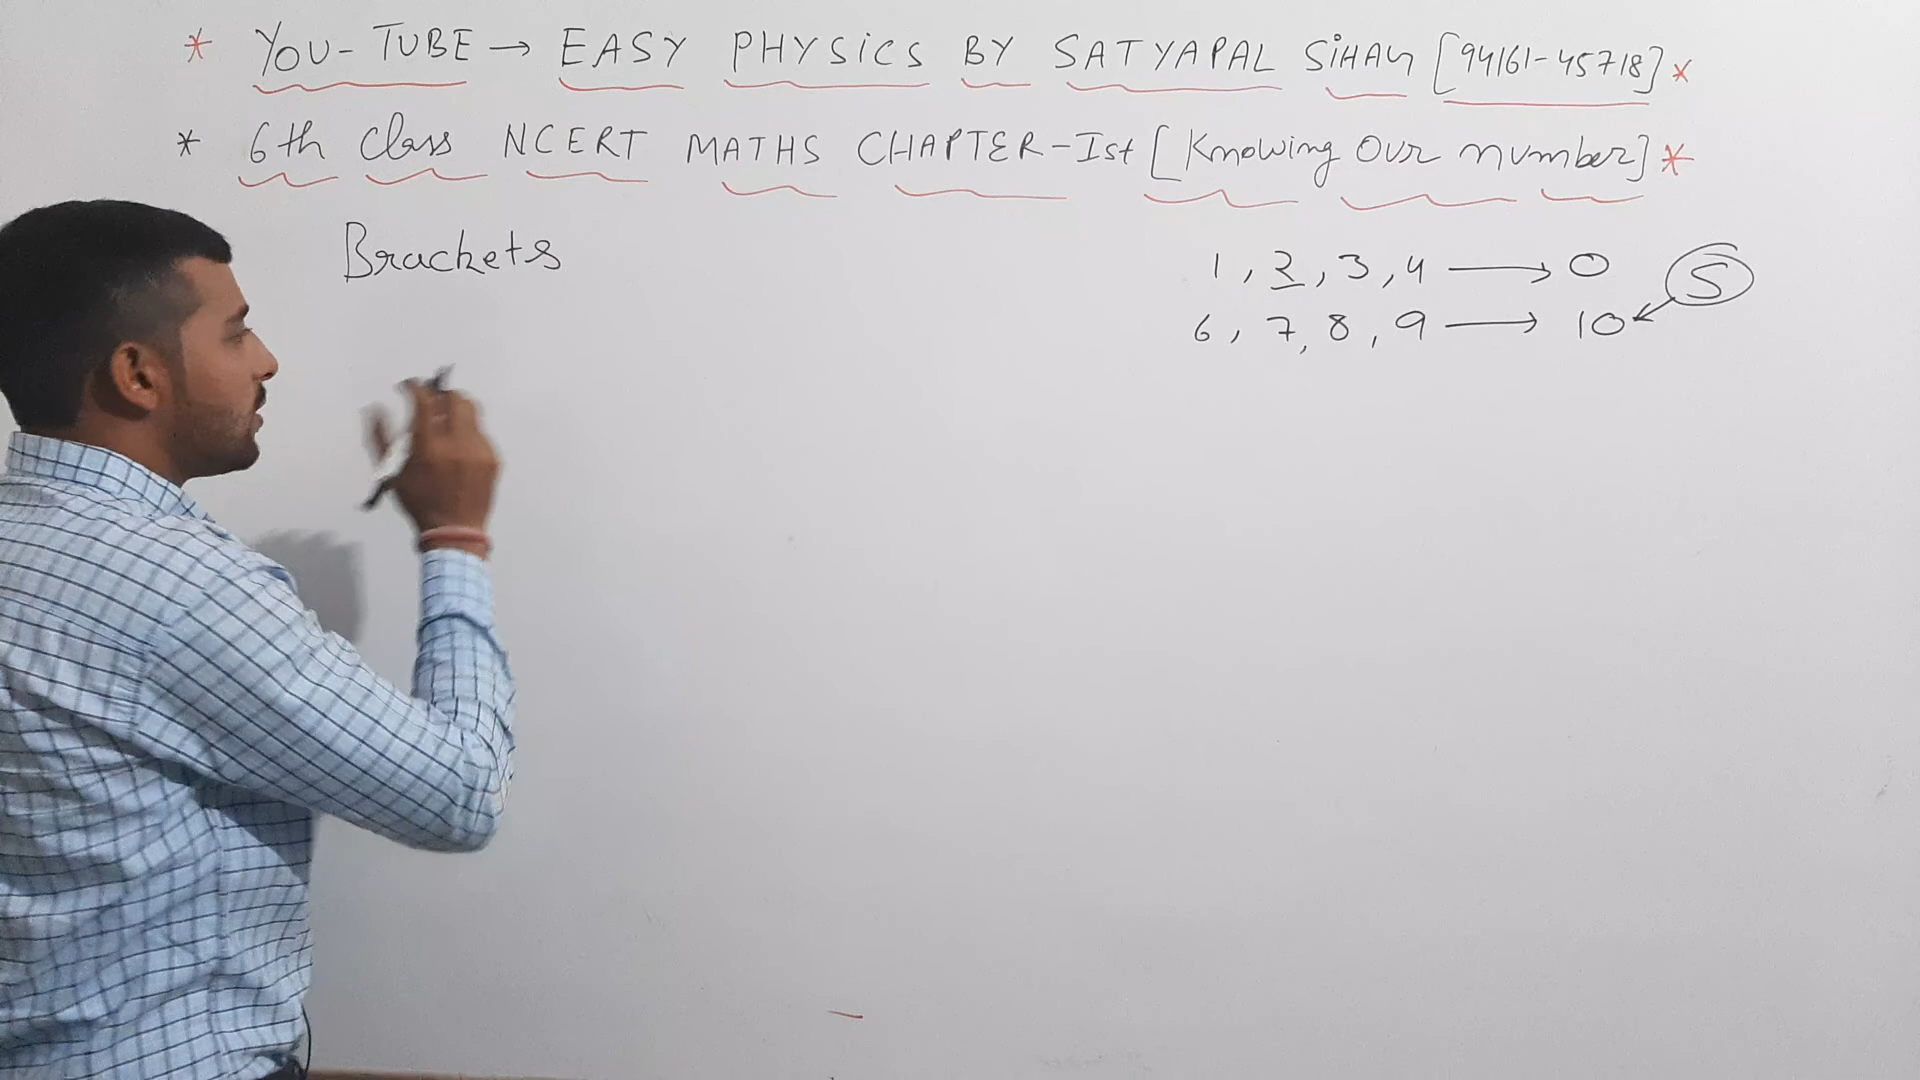 * YOU-TUBE → EASY PHYSiCS BY SATYAPAL SiHAG [94161-45718] *
* 6th Class NCERT MATHS CHAPTER-Ist [Knowing Our number] *
Brackets
1, 2, 3, 4 → 0
5
6, 7, 8, 9 → 10